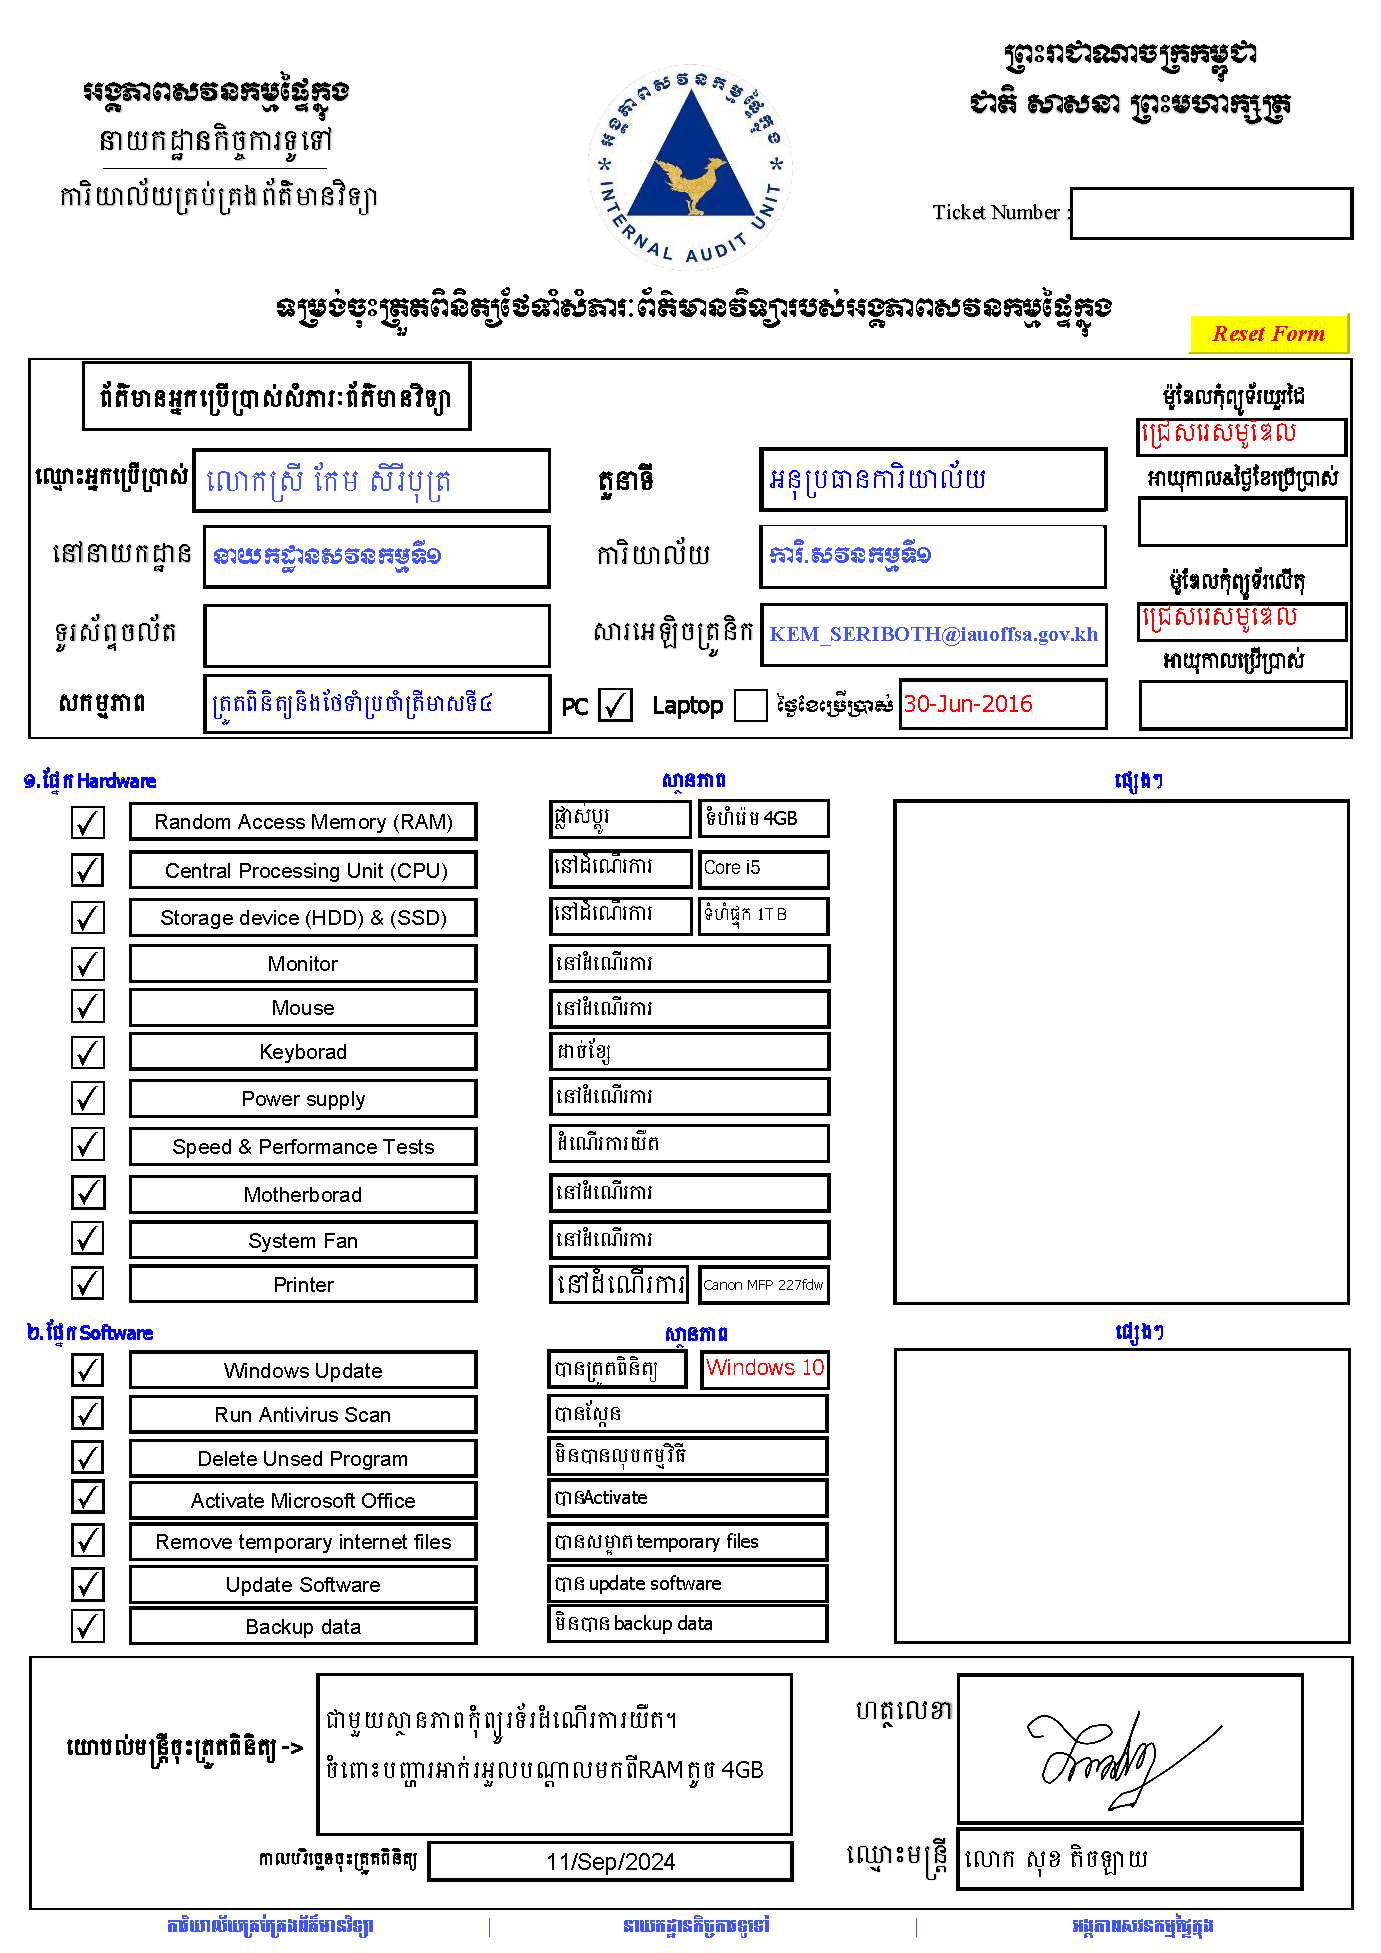 ព្រះរាជាណាចក្រកម្ពុជា
ជាតិ សាសនា ព្រះមហាក្សត្រ
អង្គភាពសវនកម្មផ្ទៃក្នុង
នាយកដ្ឋានកិច្ចការទូទៅ
ការិយាល័យគ្រប់គ្រងព័ត៌មានវិទ្យា
អង្គភាពសវនកម្មផ្ទៃក្នុង
* INTERNAL AUDIT UNIT *
Ticket Number :
ទម្រង់ចុះត្រួតពិនិត្យថែទាំសំភារៈព័ត៌មានវិទ្យារបស់អង្គភាពសវនកម្មផ្ទៃក្នុង
Reset Form
ព័ត៌មានអ្នកប្រើប្រាស់សំភារៈព័ត៌មានវិទ្យា
ម៉ូឌែលកុំព្យូទ័រយួរដៃ
ជ្រើសរេសមូឌែល
ឈ្មោះអ្នកប្រើប្រាស់ លោកស្រី កែម សិរីបុត្រ តួនាទី អនុប្រធានការិយាល័យ
អាយុកាល&ថ្ងៃខែប្រើប្រាស់
នៅនាយកដ្ឋាន នាយកដ្ឋានសវនកម្មទី១ ការិយាល័យ ការិ.សវនកម្មទី១
ម៉ូឌែលកុំព្យូទ័រលើតុ
ជ្រើសរេសមូឌែល
ទូរស័ព្ទចល័ត សារអេឡិចត្រូនិក KEM_SERIBOTH@iauoffsa.gov.kh
អាយុកាលប្រើប្រាស់
សកម្មភាព ត្រួតពិនិត្យនិងថែទាំប្រចាំត្រីមាសទី៤ PC ✓ Laptop ថ្ងៃខែប្រើប្រាស់ 30-Jun-2016
១.ផ្នែក Hardware ស្ថានភាព ផ្សេងៗ
✓ Random Access Memory (RAM) ផ្លាស់ប្តូរ ទំហំរ៉េម 4GB
✓ Central Processing Unit (CPU) នៅដំណើរការ Core i5
✓ Storage device (HDD) & (SSD) នៅដំណើរការ ទំហំផ្ទុក 1TB
✓ Monitor នៅដំណើរការ
✓ Mouse នៅដំណើរការ
✓ Keyborad ដាច់ខ្សែ
✓ Power supply នៅដំណើរការ
✓ Speed & Performance Tests ដំណើរការយឺត
✓ Motherborad នៅដំណើរការ
✓ System Fan នៅដំណើរការ
✓ Printer នៅដំណើរការ Canon MFP 227fdw
២.ផ្នែក Software ស្ថានភាព ផ្សេងៗ
✓ Windows Update បានត្រួតពិនិត្យ Windows 10
✓ Run Antivirus Scan បានស្កែន
✓ Delete Unsed Program មិនបានលុបកម្មវិធី
✓ Activate Microsoft Office បានActivate
✓ Remove temporary internet files បានសម្អាត temporary files
✓ Update Software បាន update software
✓ Backup data មិនបាន backup data
យោបល់មន្ត្រីចុះត្រួតពិនិត្យ ->
ជាមួយស្ថានភាពកុំព្យូរទ័រដំណើរការយឺត។
ចំពោះបញ្ហារអាក់រអួលបណ្តាលមកពីRAMតូច 4GB
ហត្ថលេខា
កាលបរិច្ឆេទចុះត្រួតពិនិត្យ 11/Sep/2024
ឈ្មោះមន្ត្រី លោក សុខ តិចឡាយ
ការិយាល័យគ្រប់គ្រងព័ត៌មានវិទ្យា | នាយកដ្ឋានកិច្ចការទូទៅ | អង្គភាពសវនកម្មផ្ទៃក្នុង